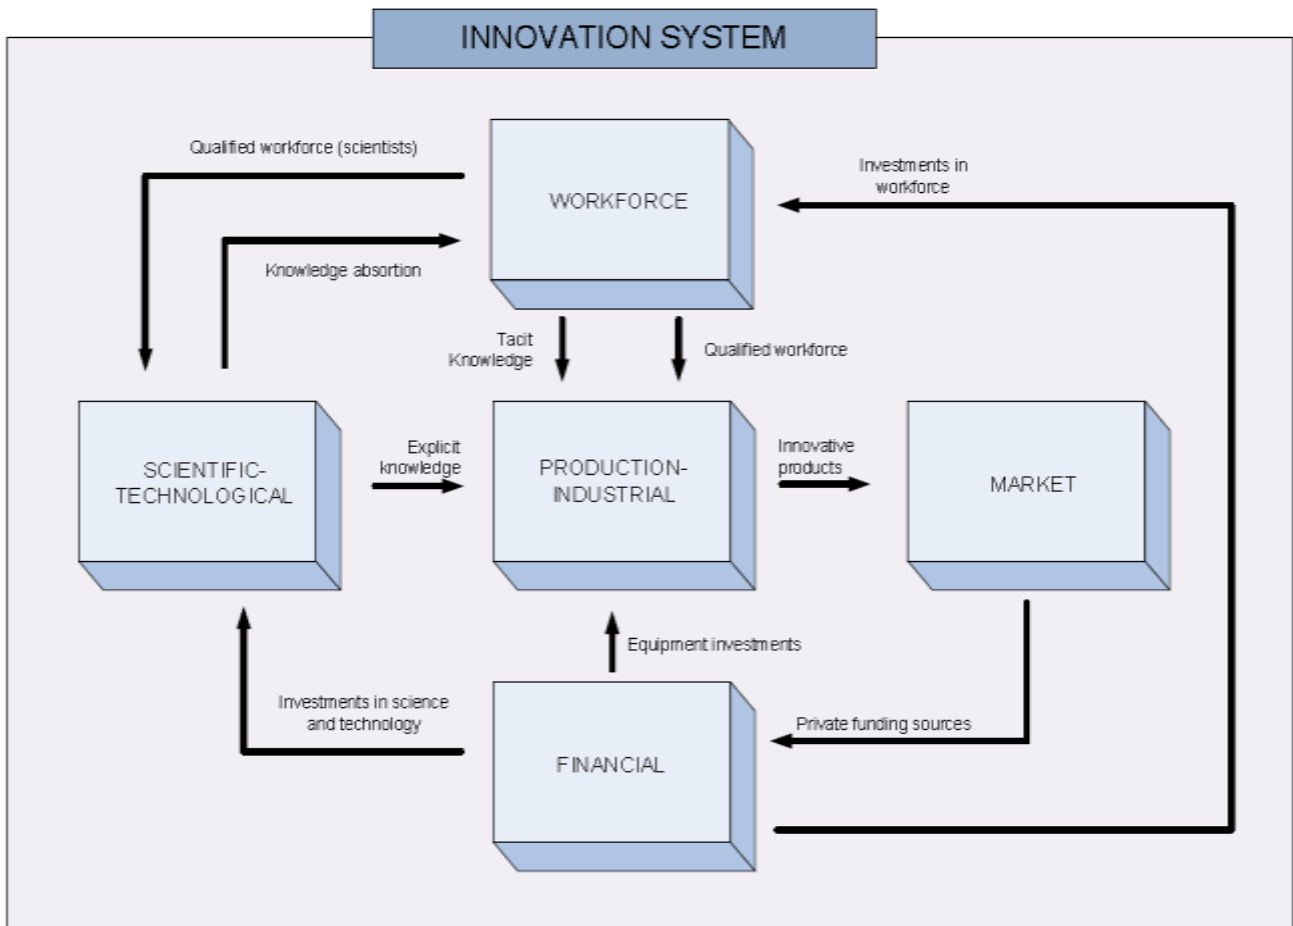 INNOVATION SYSTEM
Qualified workforce (scientists)
WORKFORCE
Investments in
workforce
Knowledge absortion
Tacit
Knowledge
Qualified workforce
SCIENTIFIC-
TECHNOLOGICAL
Explicit
knowledge
PRODUCTION-
INDUSTRIAL
Innovative
products
MARKET
Equipment investments
Investments in science
and technology
FINANCIAL
Private funding sources